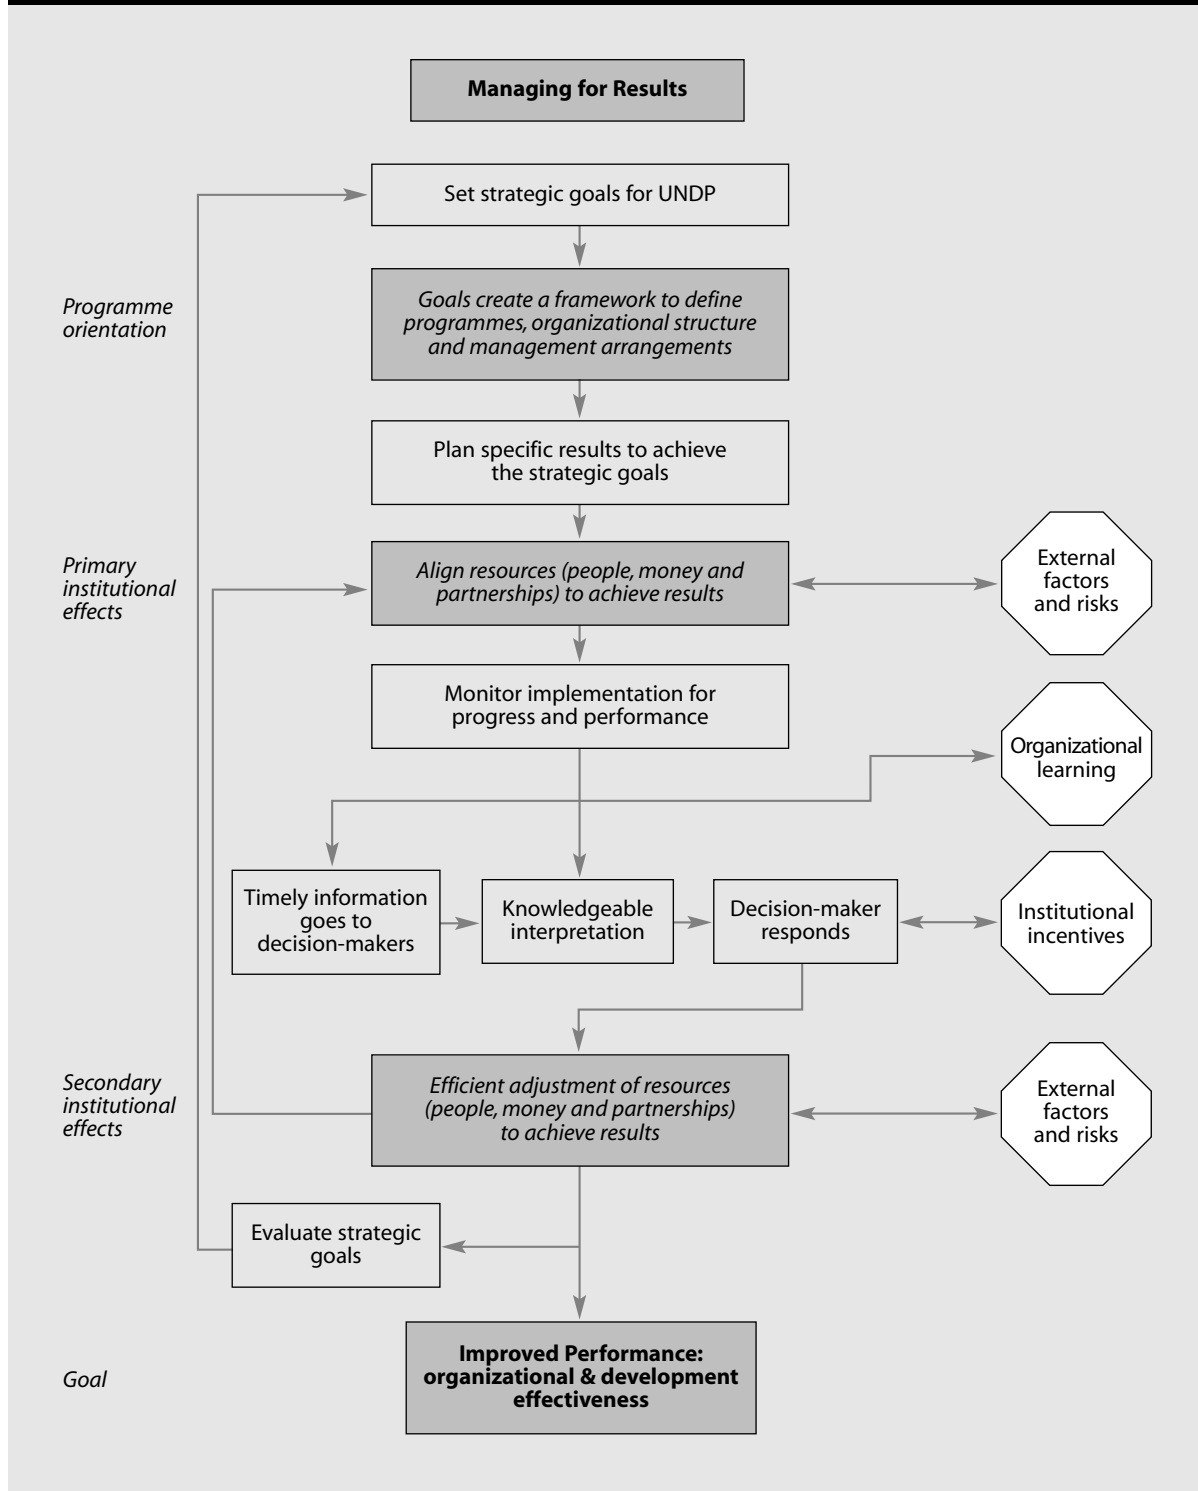 Managing for Results
Set strategic goals for UNDP
Programme
orientation
Goals create a framework to define
programmes, organizational structure
and management arrangements
Plan specific results to achieve
the strategic goals
Primary
institutional
effects
Align resources (people, money and
partnerships) to achieve results
External
factors
and risks
Monitor implementation for
progress and performance
Organizational
learning
Timely information
goes to
decision-makers
Knowledgeable
interpretation
Decision-maker
responds
Institutional
incentives
Secondary
institutional
effects
Efficient adjustment of resources
(people, money and partnerships)
to achieve results
External
factors
and risks
Evaluate strategic
goals
Goal
Improved Performance:
organizational & development
effectiveness